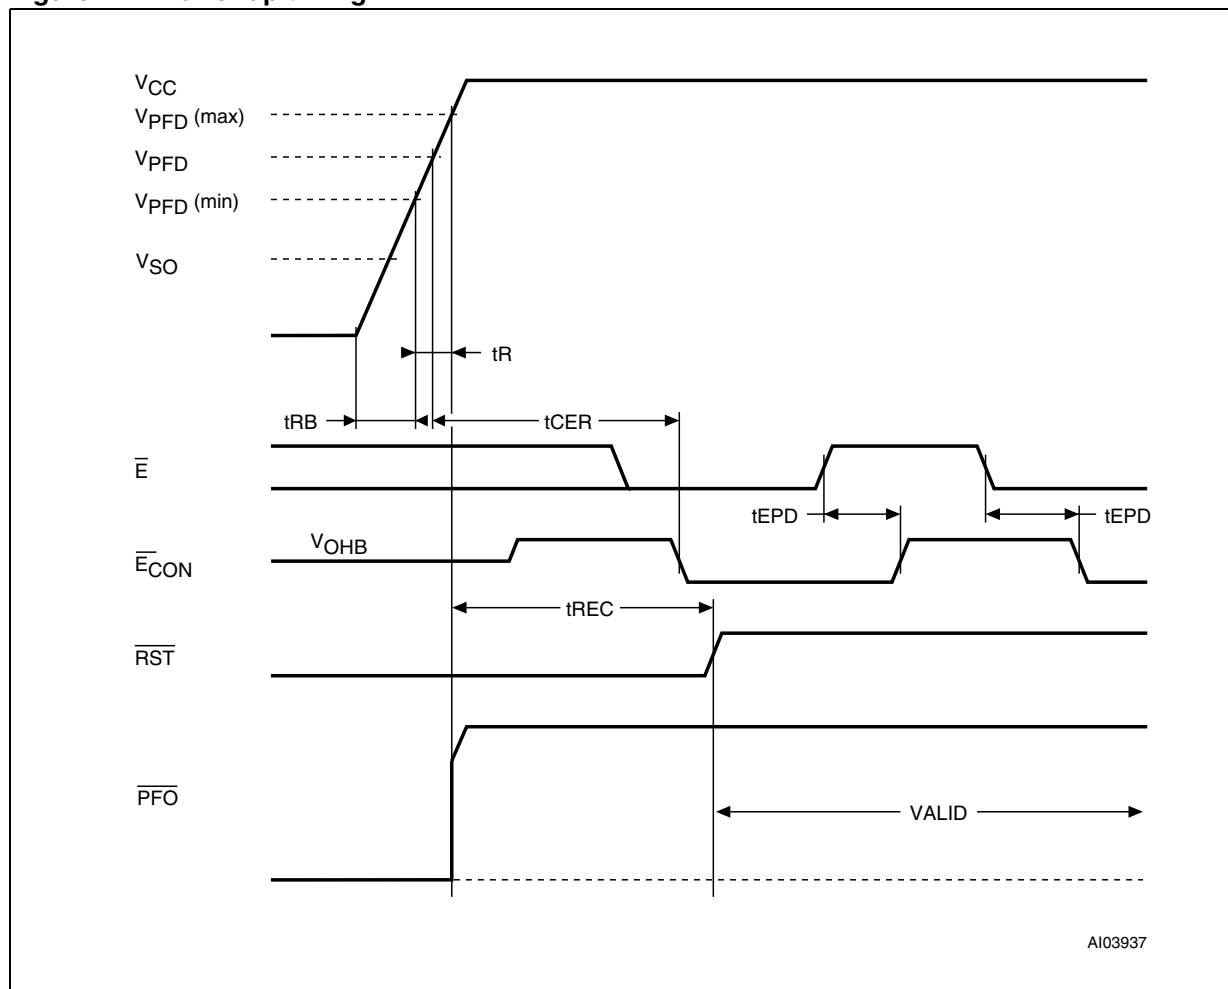 VCC
VPFD (max)
VPFD
VPFD (min)
VSO
tR
tRB
tCER
E
tEPD
tEPD
VOHB
ECON
tREC
RST
PFO
VALID
AI03937